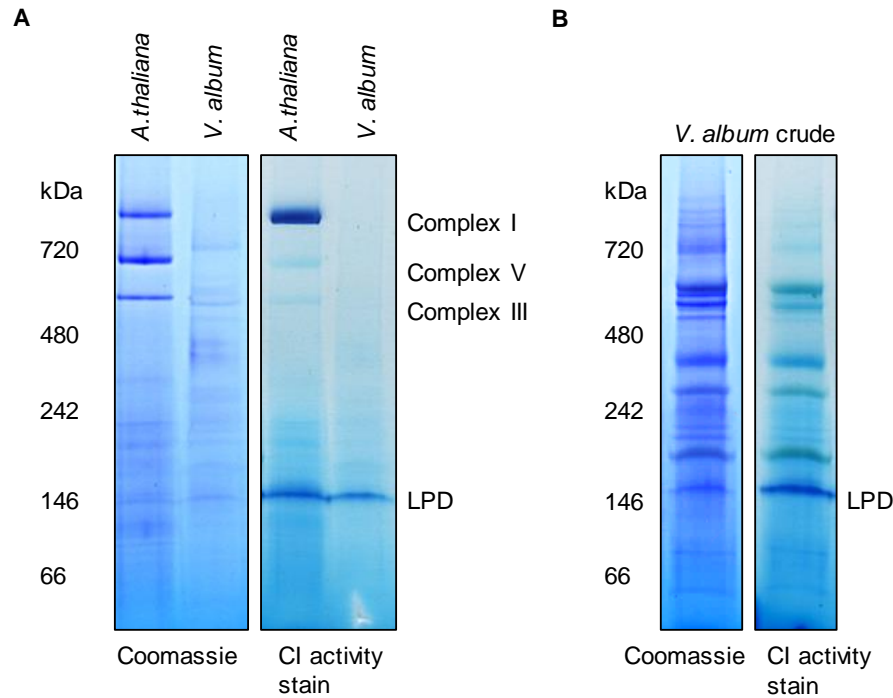 A
B
A.thaliana
V. album
A.thaliana
V. album
V. album crude
kDa
720
480
242
146
66
Complex I
Complex V
Complex III
LPD
kDa
720
480
242
146
66
LPD
Coomassie
CI activity
stain
Coomassie
CI activity
stain